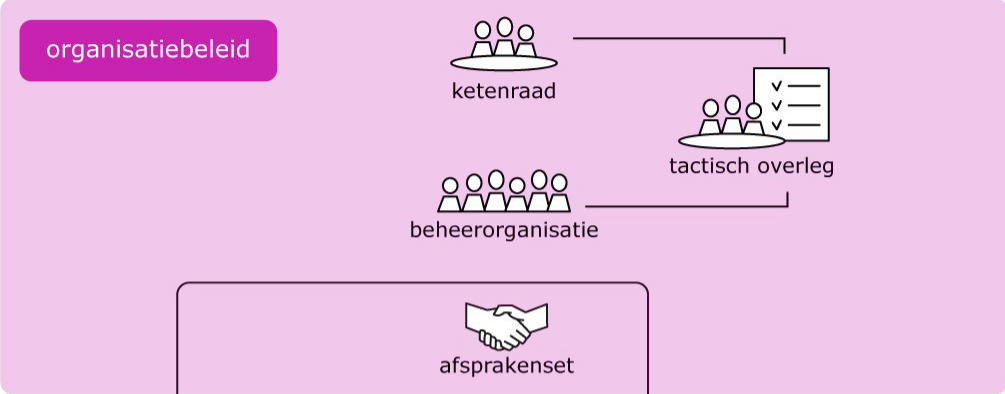 organisatiebeleid
ketenraad
tactisch overleg
beheerorganisatie
afsprakenset